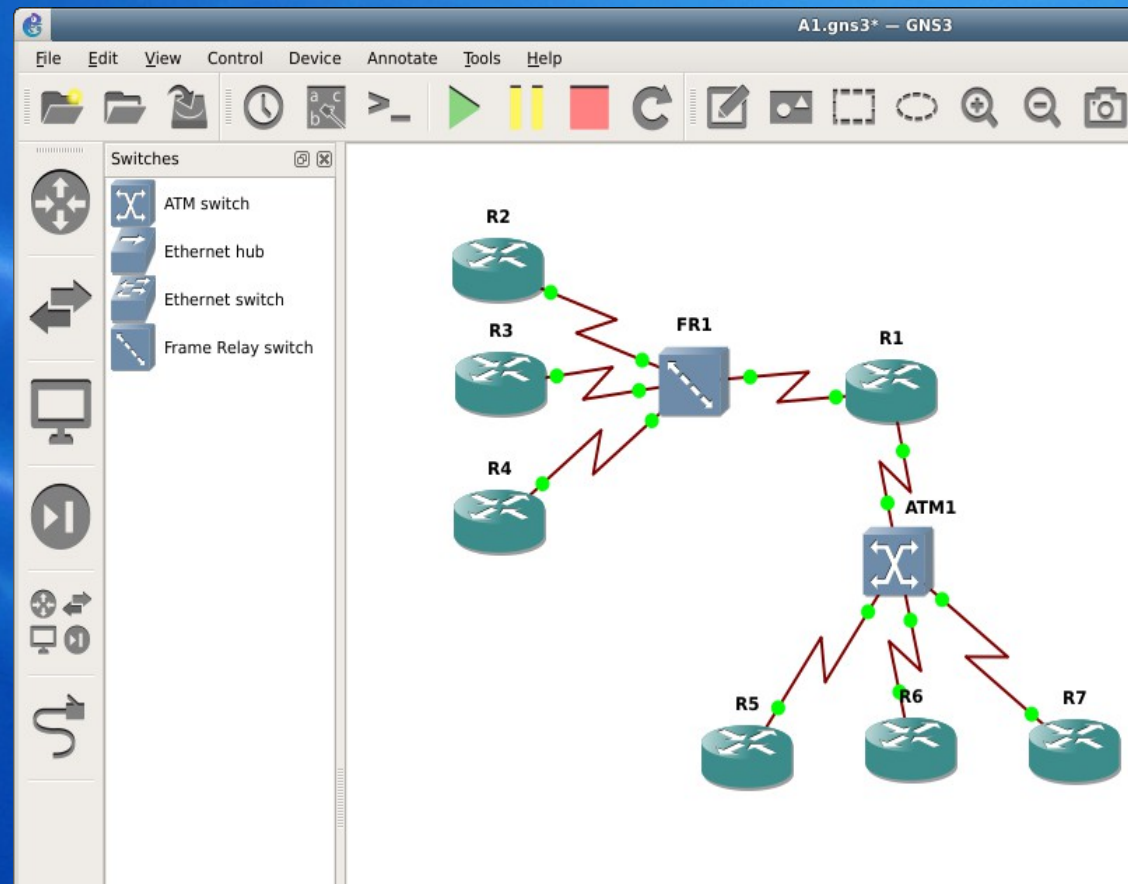 A1.gns3* — GNS3
File Edit View Control Device Annotate Tools Help
a c
b
>_
Switches
ATM switch
Ethernet hub
Ethernet switch
Frame Relay switch
R2
R3
FR1
R1
R4
ATM1
R5
R6
R7